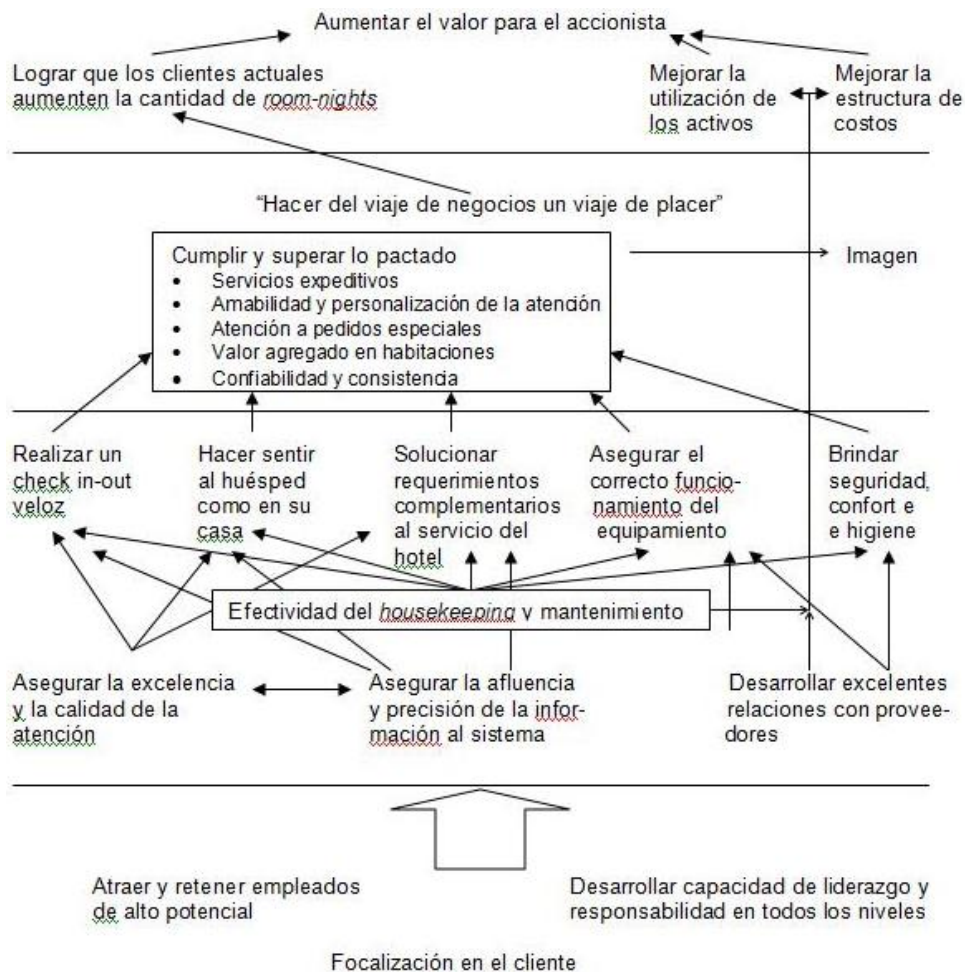 Aumentar el valor para el accionista
Lograr que los clientes actuales
aumenten la cantidad de room-nights
Mejorar la
utilización de
los activos
Mejorar la
estructura de
costos
“Hacer del viaje de negocios un viaje de placer”
Cumplir y superar lo pactado
• Servicios expeditivos
• Amabilidad y personalización de la atención
• Atención a pedidos especiales
• Valor agregado en habitaciones
• Confiabilidad y consistencia
Imagen
Realizar un
check in-out
veloz
Hacer sentir
al huésped
como en su
casa
Solucionar
requerimientos
complementarios
al servicio del
hotel
Asegurar el
correcto funcio-
namiento del
equipamiento
Brindar
seguridad,
confort e
e higiene
Efectividad del housekeeping y mantenimiento
Asegurar la excelencia
y la calidad de la
atención
Asegurar la afluencia
y precisión de la infor-
mación al sistema
Desarrollar excelentes
relaciones con provee-
dores
Atraer y retener empleados
de alto potencial
Desarrollar capacidad de liderazgo y
responsabilidad en todos los niveles
Focalización en el cliente